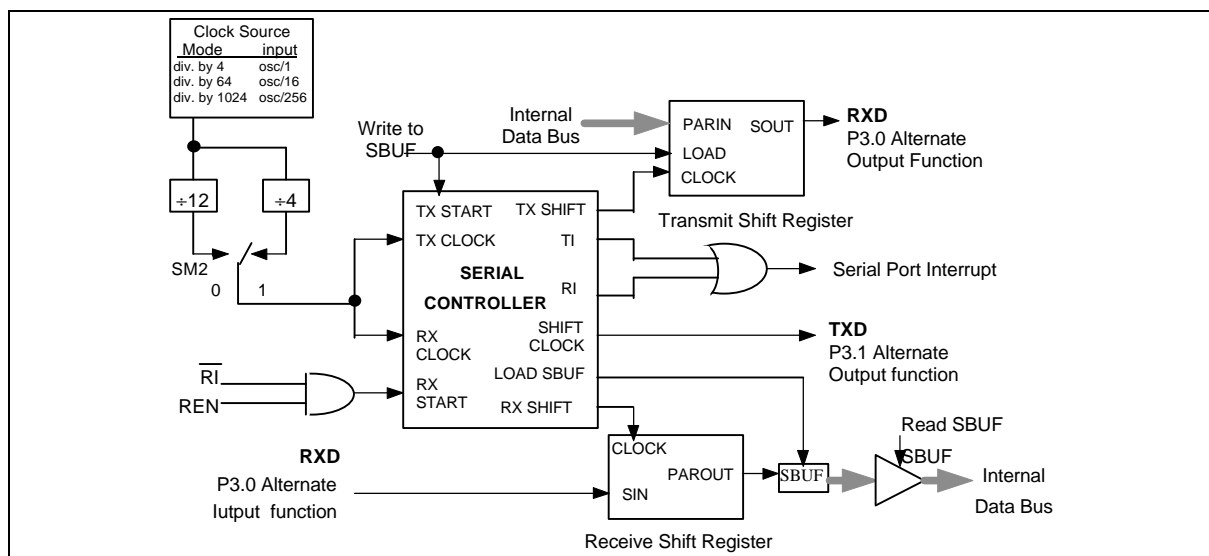 Clock Source
Mode input
div. by 4 osc/1
div. by 64 osc/16
div. by 1024 osc/256
÷12
÷4
SM2
0 1
Write to
SBUF
Internal
Data Bus
PARIN SOUT
LOAD
CLOCK
Transmit Shift Register
RXD
P3.0 Alternate
Output Function
TX START TX SHIFT
TX CLOCK TI
SERIAL
CONTROLLER
RI
SHIFT
CLOCK
RX
CLOCK
LOAD SBUF
RX
START
RX SHIFT
Serial Port Interrupt
TXD
P3.1 Alternate
Output function
R̅I̅
REN
RXD
P3.0 Alternate
Iutput function
CLOCK
PAROUT
SIN
Receive Shift Register
SBUF
Read SBUF
SBUF
Internal
Data Bus